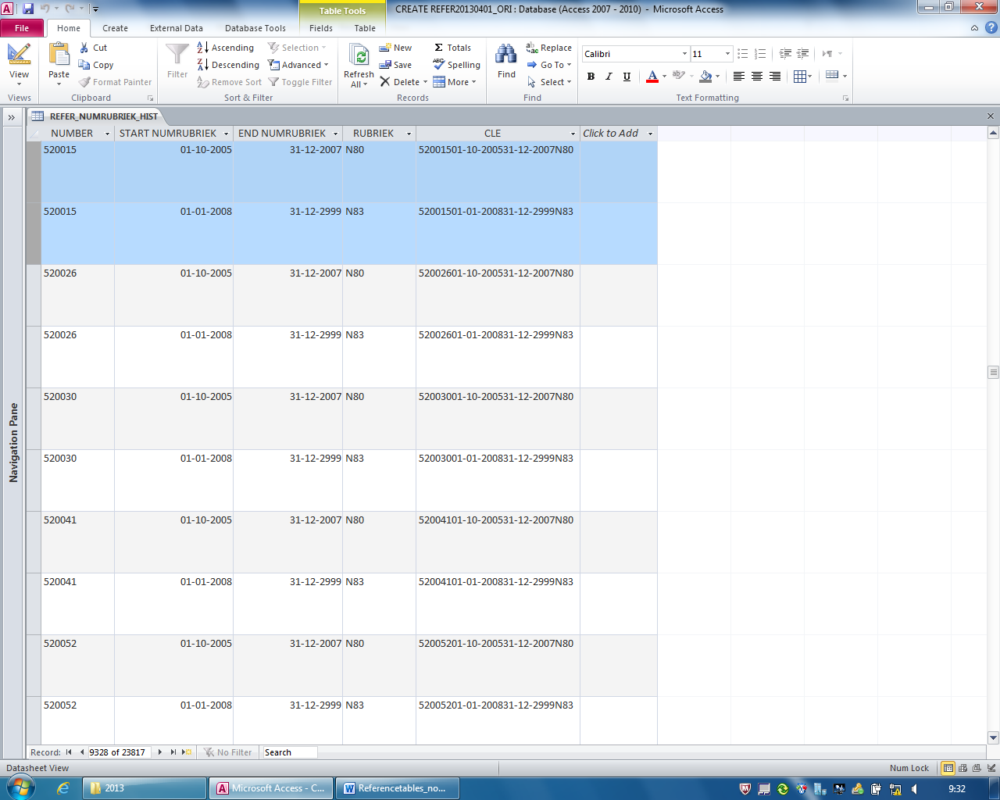 Table Tools
CREATE REFER20130401_ORI : Database (Access 2007 - 2010) - Microsoft Access
File Home Create External Data Database Tools Fields Table
View
Views
Paste
Cut
Copy
Format Painter
Clipboard
Filter
Ascending
Descending
Remove Sort
Selection
Advanced
Toggle Filter
Sort & Filter
Refresh
All
New
Save
Delete
Totals
Spelling
More
Records
Find
Replace
Go To
Select
Find
Calibri 11
B I U A
Text Formatting
REFER_NUMRUBRIEK_HIST
NUMBER START NUMRUBRIEK END NUMRUBRIEK RUBRIEK CLE Click to Add
520015 01-10-2005 31-12-2007 N80 52001501-10-200531-12-2007N80
520015 01-01-2008 31-12-2999 N83 52001501-01-200831-12-2999N83
520026 01-10-2005 31-12-2007 N80 52002601-10-200531-12-2007N80
520026 01-01-2008 31-12-2999 N83 52002601-01-200831-12-2999N83
520030 01-10-2005 31-12-2007 N80 52003001-10-200531-12-2007N80
520030 01-01-2008 31-12-2999 N83 52003001-01-200831-12-2999N83
520041 01-10-2005 31-12-2007 N80 52004101-10-200531-12-2007N80
520041 01-01-2008 31-12-2999 N83 52004101-01-200831-12-2999N83
520052 01-10-2005 31-12-2007 N80 52005201-10-200531-12-2007N80
520052 01-01-2008 31-12-2999 N83 52005201-01-200831-12-2999N83
Navigation Pane
Record: 9328 of 23817 No Filter Search
Datasheet View Num Lock
2013 Microsoft Access - C... Referencetables_no... 9:32